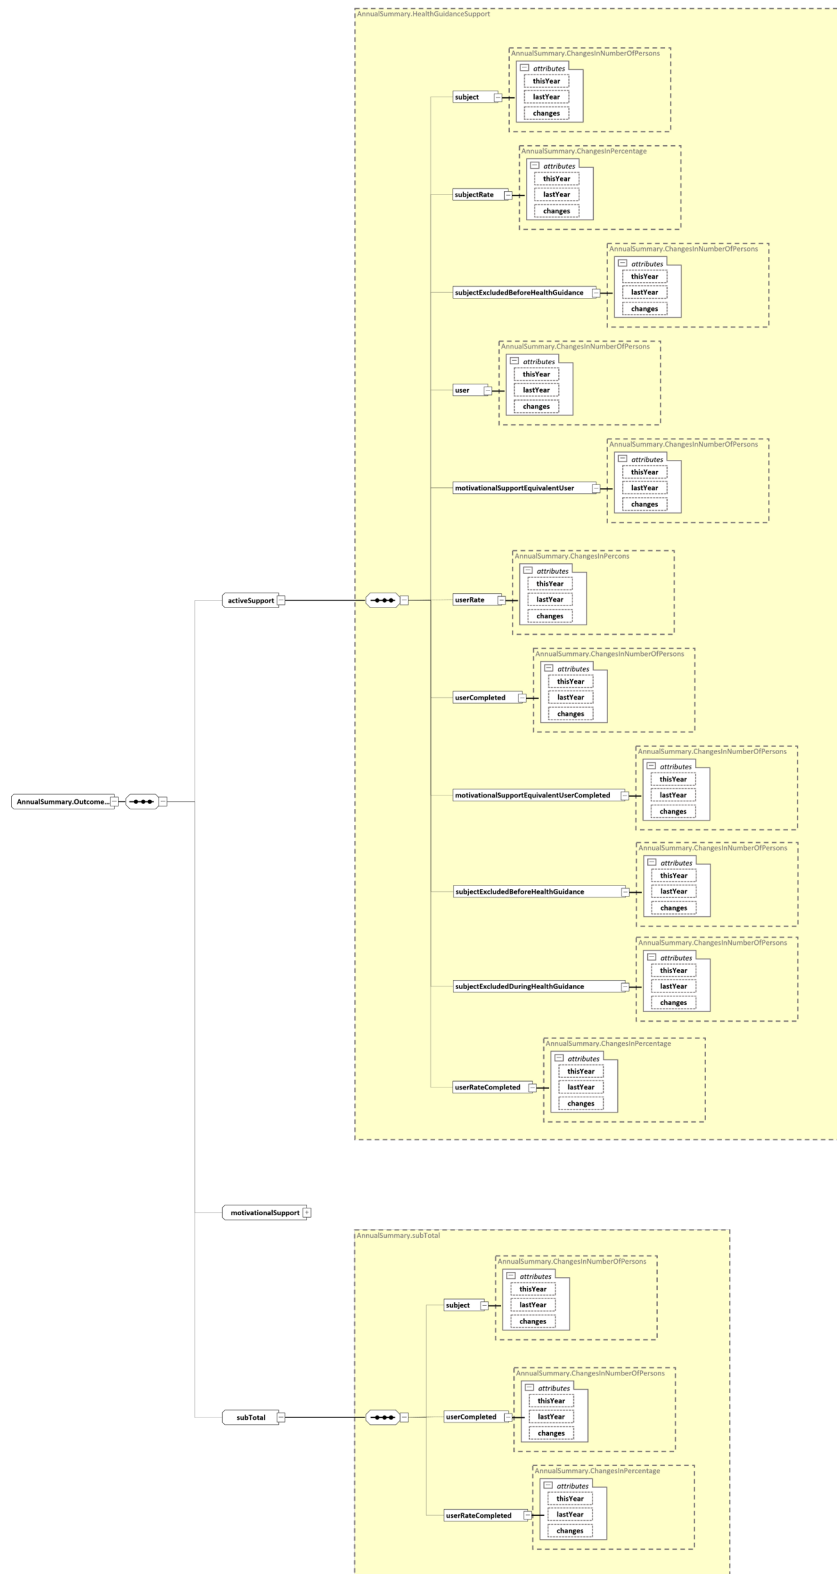 AnnualSummary.HealthGuidanceSupport
AnnualSummary.ChangesInNumberOfPersons
attributes
thisYear
subject
lastYear
changes
AnnualSummary.ChangesInPercentage
attributes
thisYear
subjectRate
lastYear
changes
AnnualSummary.ChangesInNumberOfPersons
attributes
thisYear
subjectExcludedBeforeHealthGuidance
lastYear
changes
AnnualSummary.ChangesInNumberOfPersons
attributes
thisYear
user
lastYear
changes
AnnualSummary.ChangesInNumberOfPersons
attributes
thisYear
motivationalSupportEquivalentUser
lastYear
changes
AnnualSummary.ChangesInPercons
attributes
thisYear
activeSupport
userRate
lastYear
changes
AnnualSummary.ChangesInNumberOfPersons
attributes
thisYear
userCompleted
lastYear
changes
AnnualSummary.ChangesInNumberOfPersons
attributes
thisYear
motivationalSupportEquivalentUserCompleted
lastYear
AnnualSummary.Outcome...
changes
AnnualSummary.ChangesInNumberOfPersons
attributes
thisYear
subjectExcludedBeforeHealthGuidance
lastYear
changes
AnnualSummary.ChangesInNumberOfPersons
attributes
thisYear
subjectExcludedDuringHealthGuidance
lastYear
changes
AnnualSummary.ChangesInPercentage
attributes
thisYear
userRateCompleted
lastYear
changes
motivationalSupport
AnnualSummary.subTotal
AnnualSummary.ChangesInNumberOfPersons
attributes
thisYear
subject
lastYear
changes
AnnualSummary.ChangesInNumberOfPersons
attributes
thisYear
subTotal
userCompleted
lastYear
changes
AnnualSummary.ChangesInPercentage
attributes
thisYear
userRateCompleted
lastYear
changes